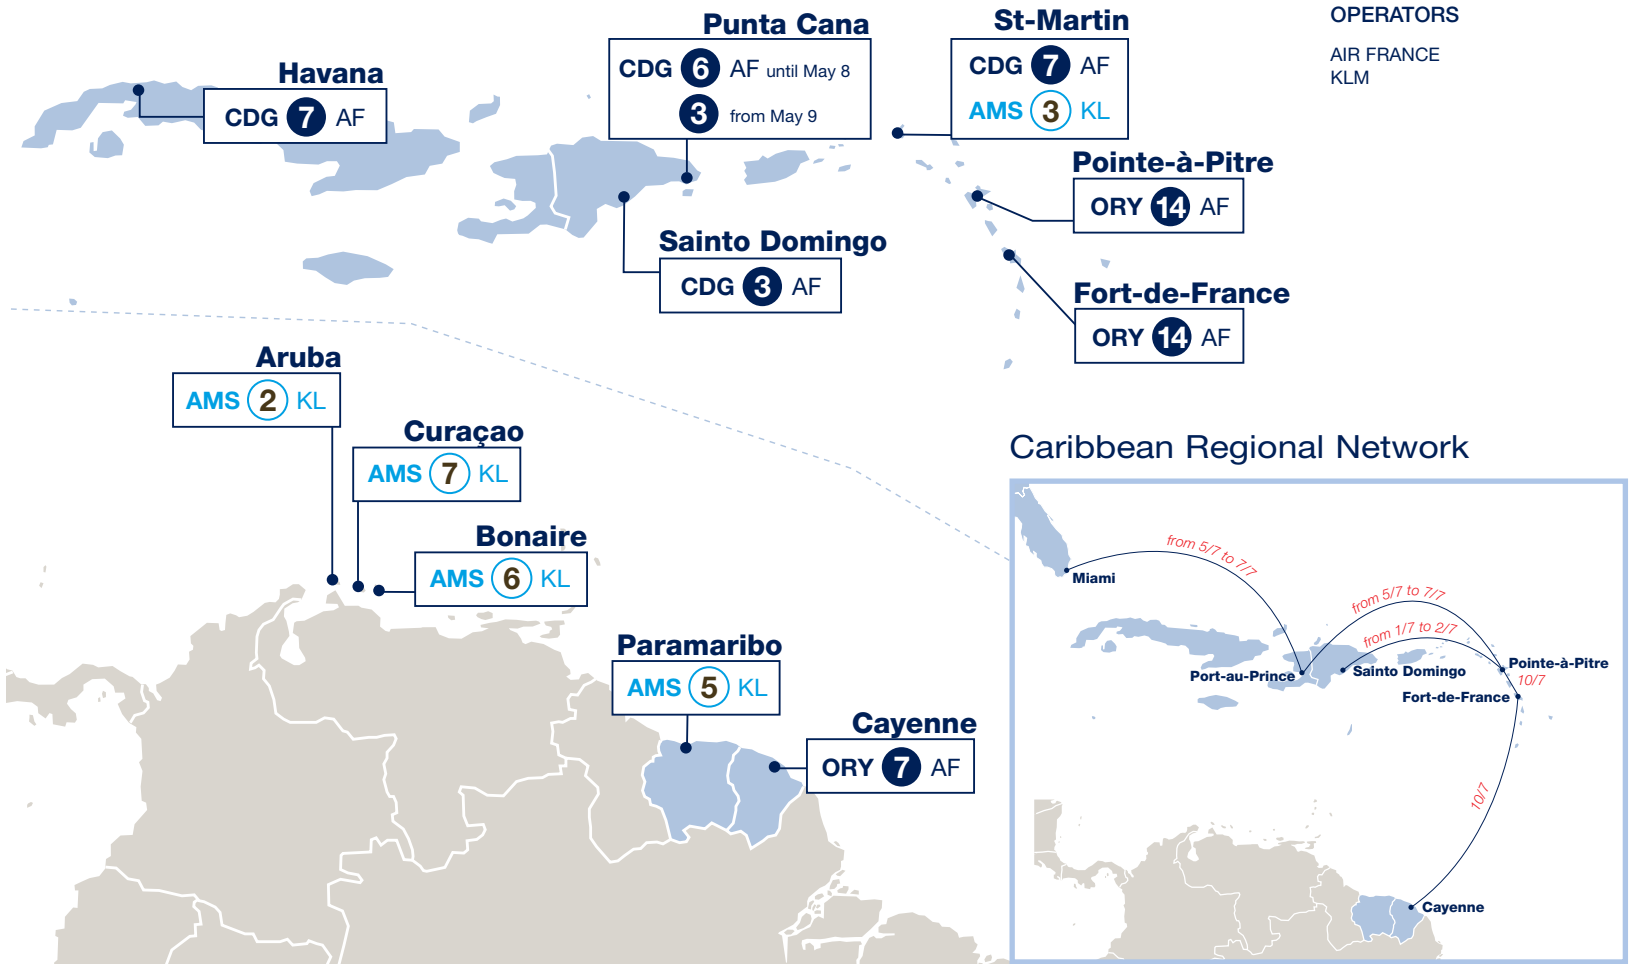 OPERATORS
AIR FRANCE
KLM
Havana
CDG 7 AF
Punta Cana
CDG 6 AF until May 8
3 from May 9
St-Martin
CDG 7 AF
AMS 3 KL
Pointe-à-Pitre
ORY 14 AF
Sainto Domingo
CDG 3 AF
Fort-de-France
ORY 14 AF
Aruba
AMS 2 KL
Curaçao
AMS 7 KL
Bonaire
AMS 6 KL
Paramaribo
AMS 5 KL
Cayenne
ORY 7 AF
Caribbean Regional Network
from 5/7 to 7/7
Miami
from 5/7 to 7/7
from 1/7 to 2/7
Port-au-Prince
Sainto Domingo
Pointe-à-Pitre
10/7
Fort-de-France
10/7
Cayenne